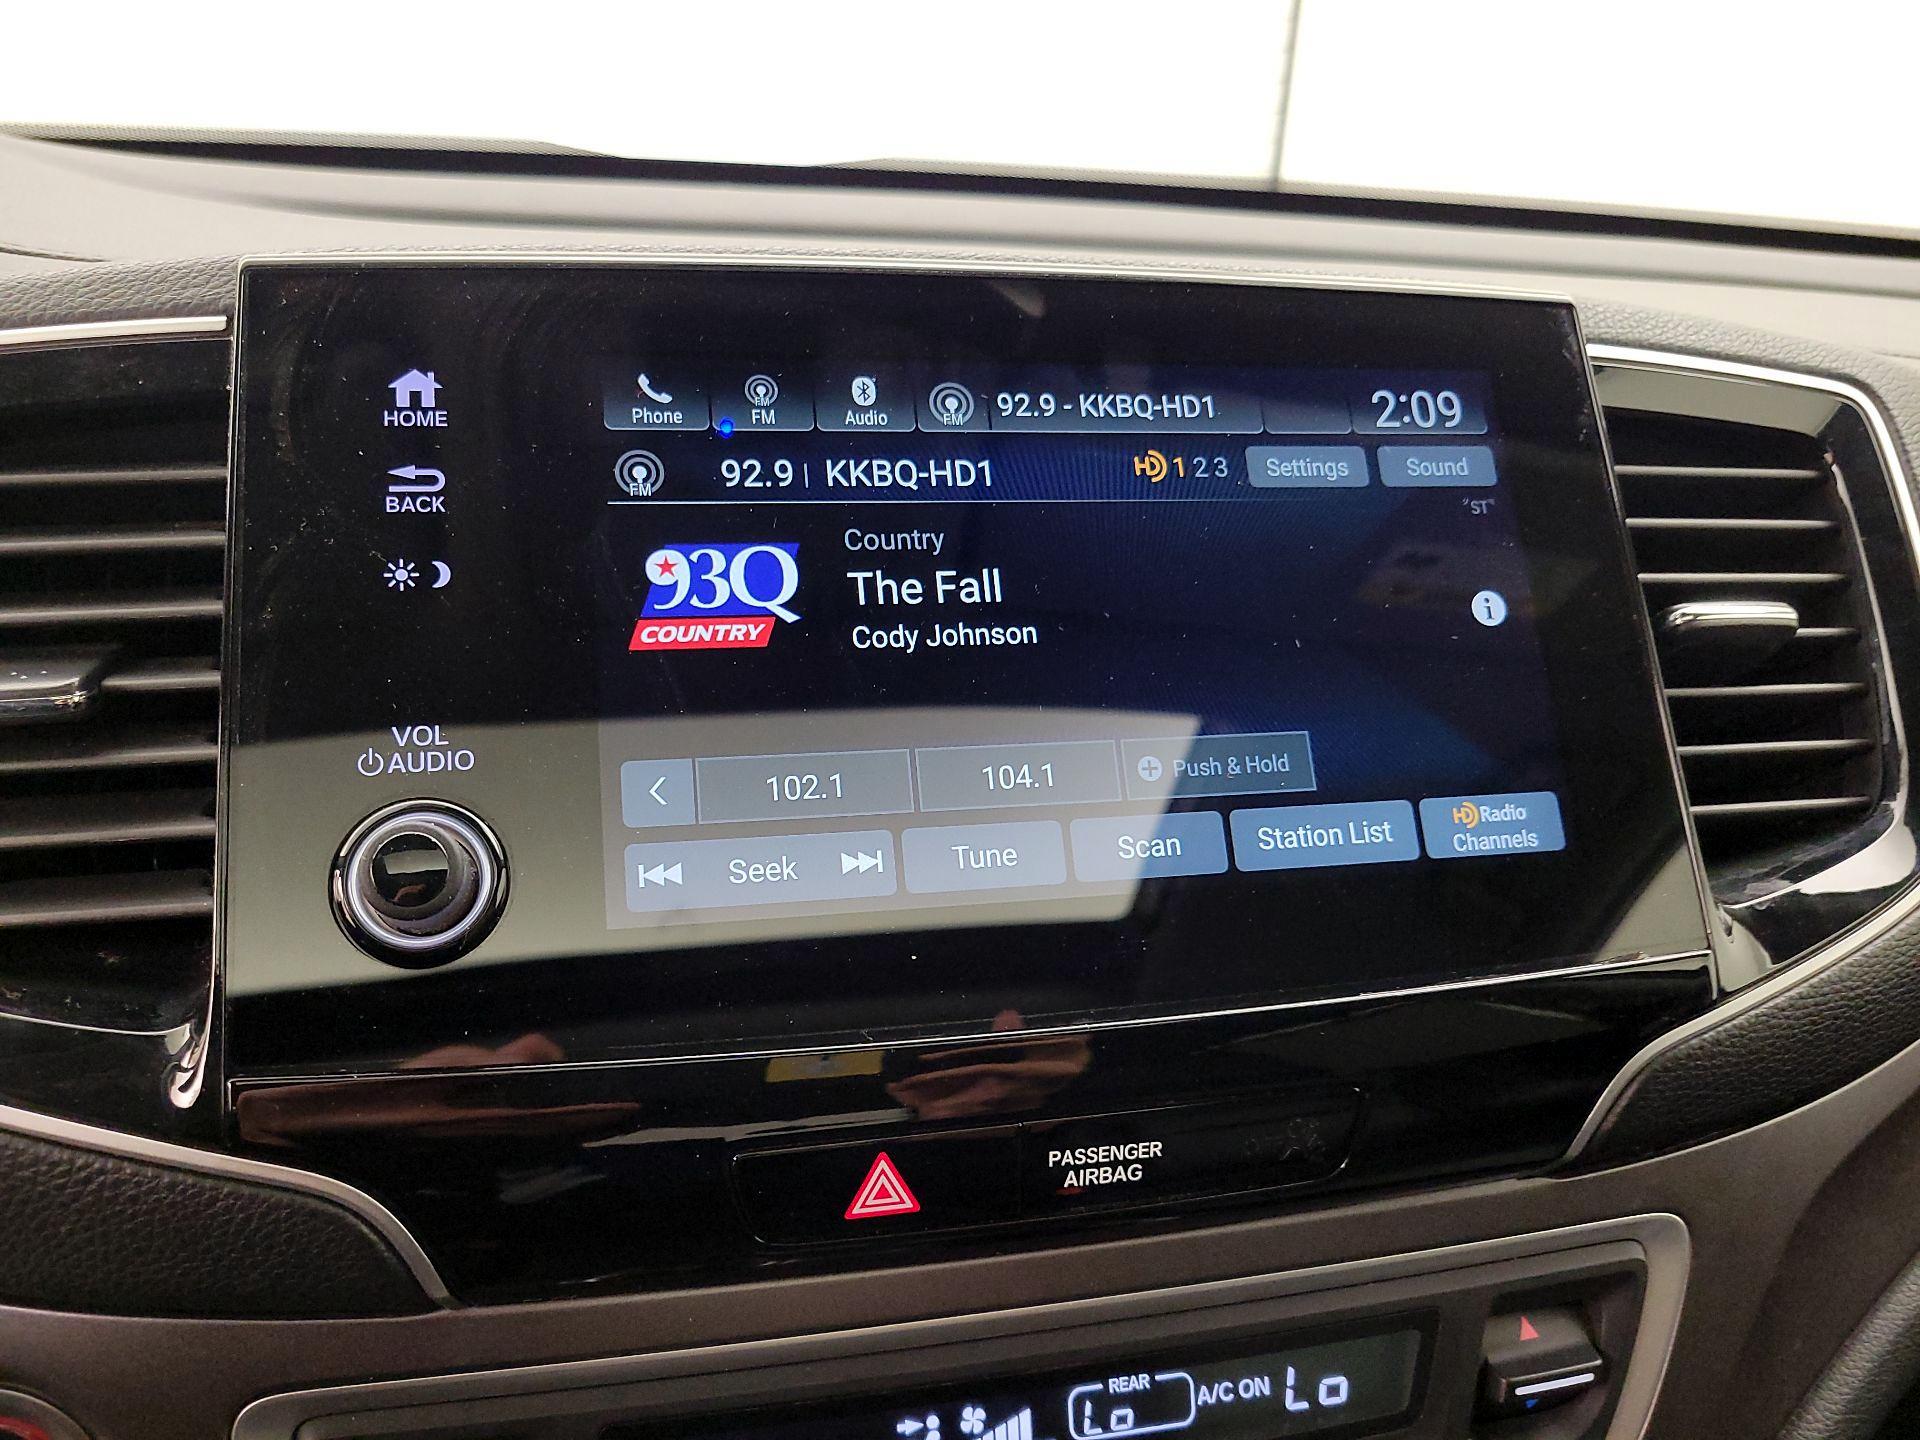 HOME
BACK
VOL
AUDIO
Phone
FM
FM
Audio
FM
92.9 - KKBQ-HD1
2:09
FM
92.9 | KKBQ-HD1
HD 1 2 3
Settings
Sound
"ST"
93Q
COUNTRY
Country
The Fall
Cody Johnson
i
102.1
104.1
Push & Hold
Seek
Tune
Scan
Station List
HD Radio
Channels
PASSENGER
AIRBAG
REAR
Lo
A/C ON
Lo